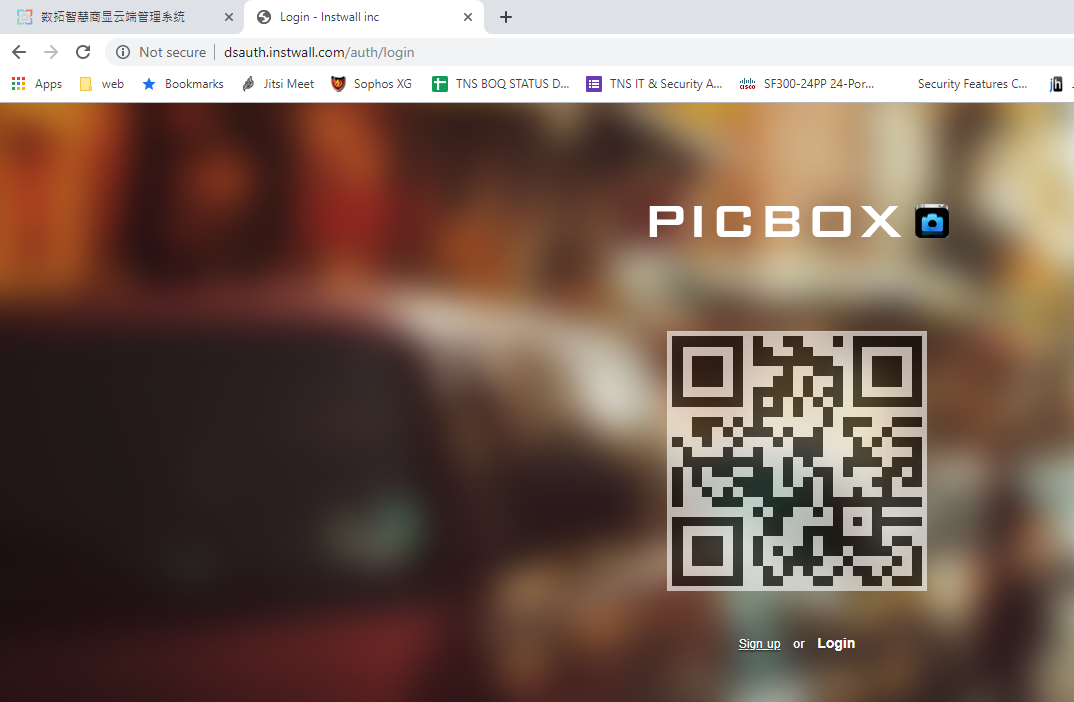 数拓智慧商显云端管理系统
Login - Instwall inc
Not secure | dsauth.instwall.com/auth/login
Apps web Bookmarks Jitsi Meet Sophos XG TNS BOQ STATUS D... TNS IT & Security A... cisco SF300-24PP 24-Por... Security Features C... jh
PICBOX
Sign up or Login